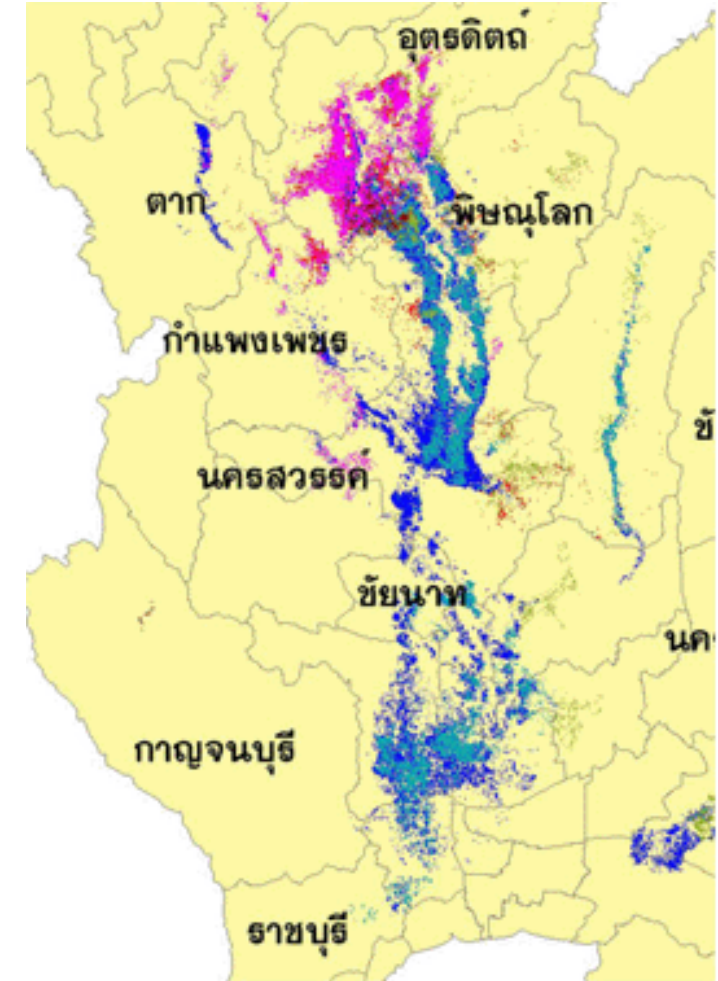 อุตรดิตถ์
ตาก
พิษณุโลก
กำแพงเพชร
นครสวรรค์
ชัยนาท
กาญจนบุรี
ราชบุรี